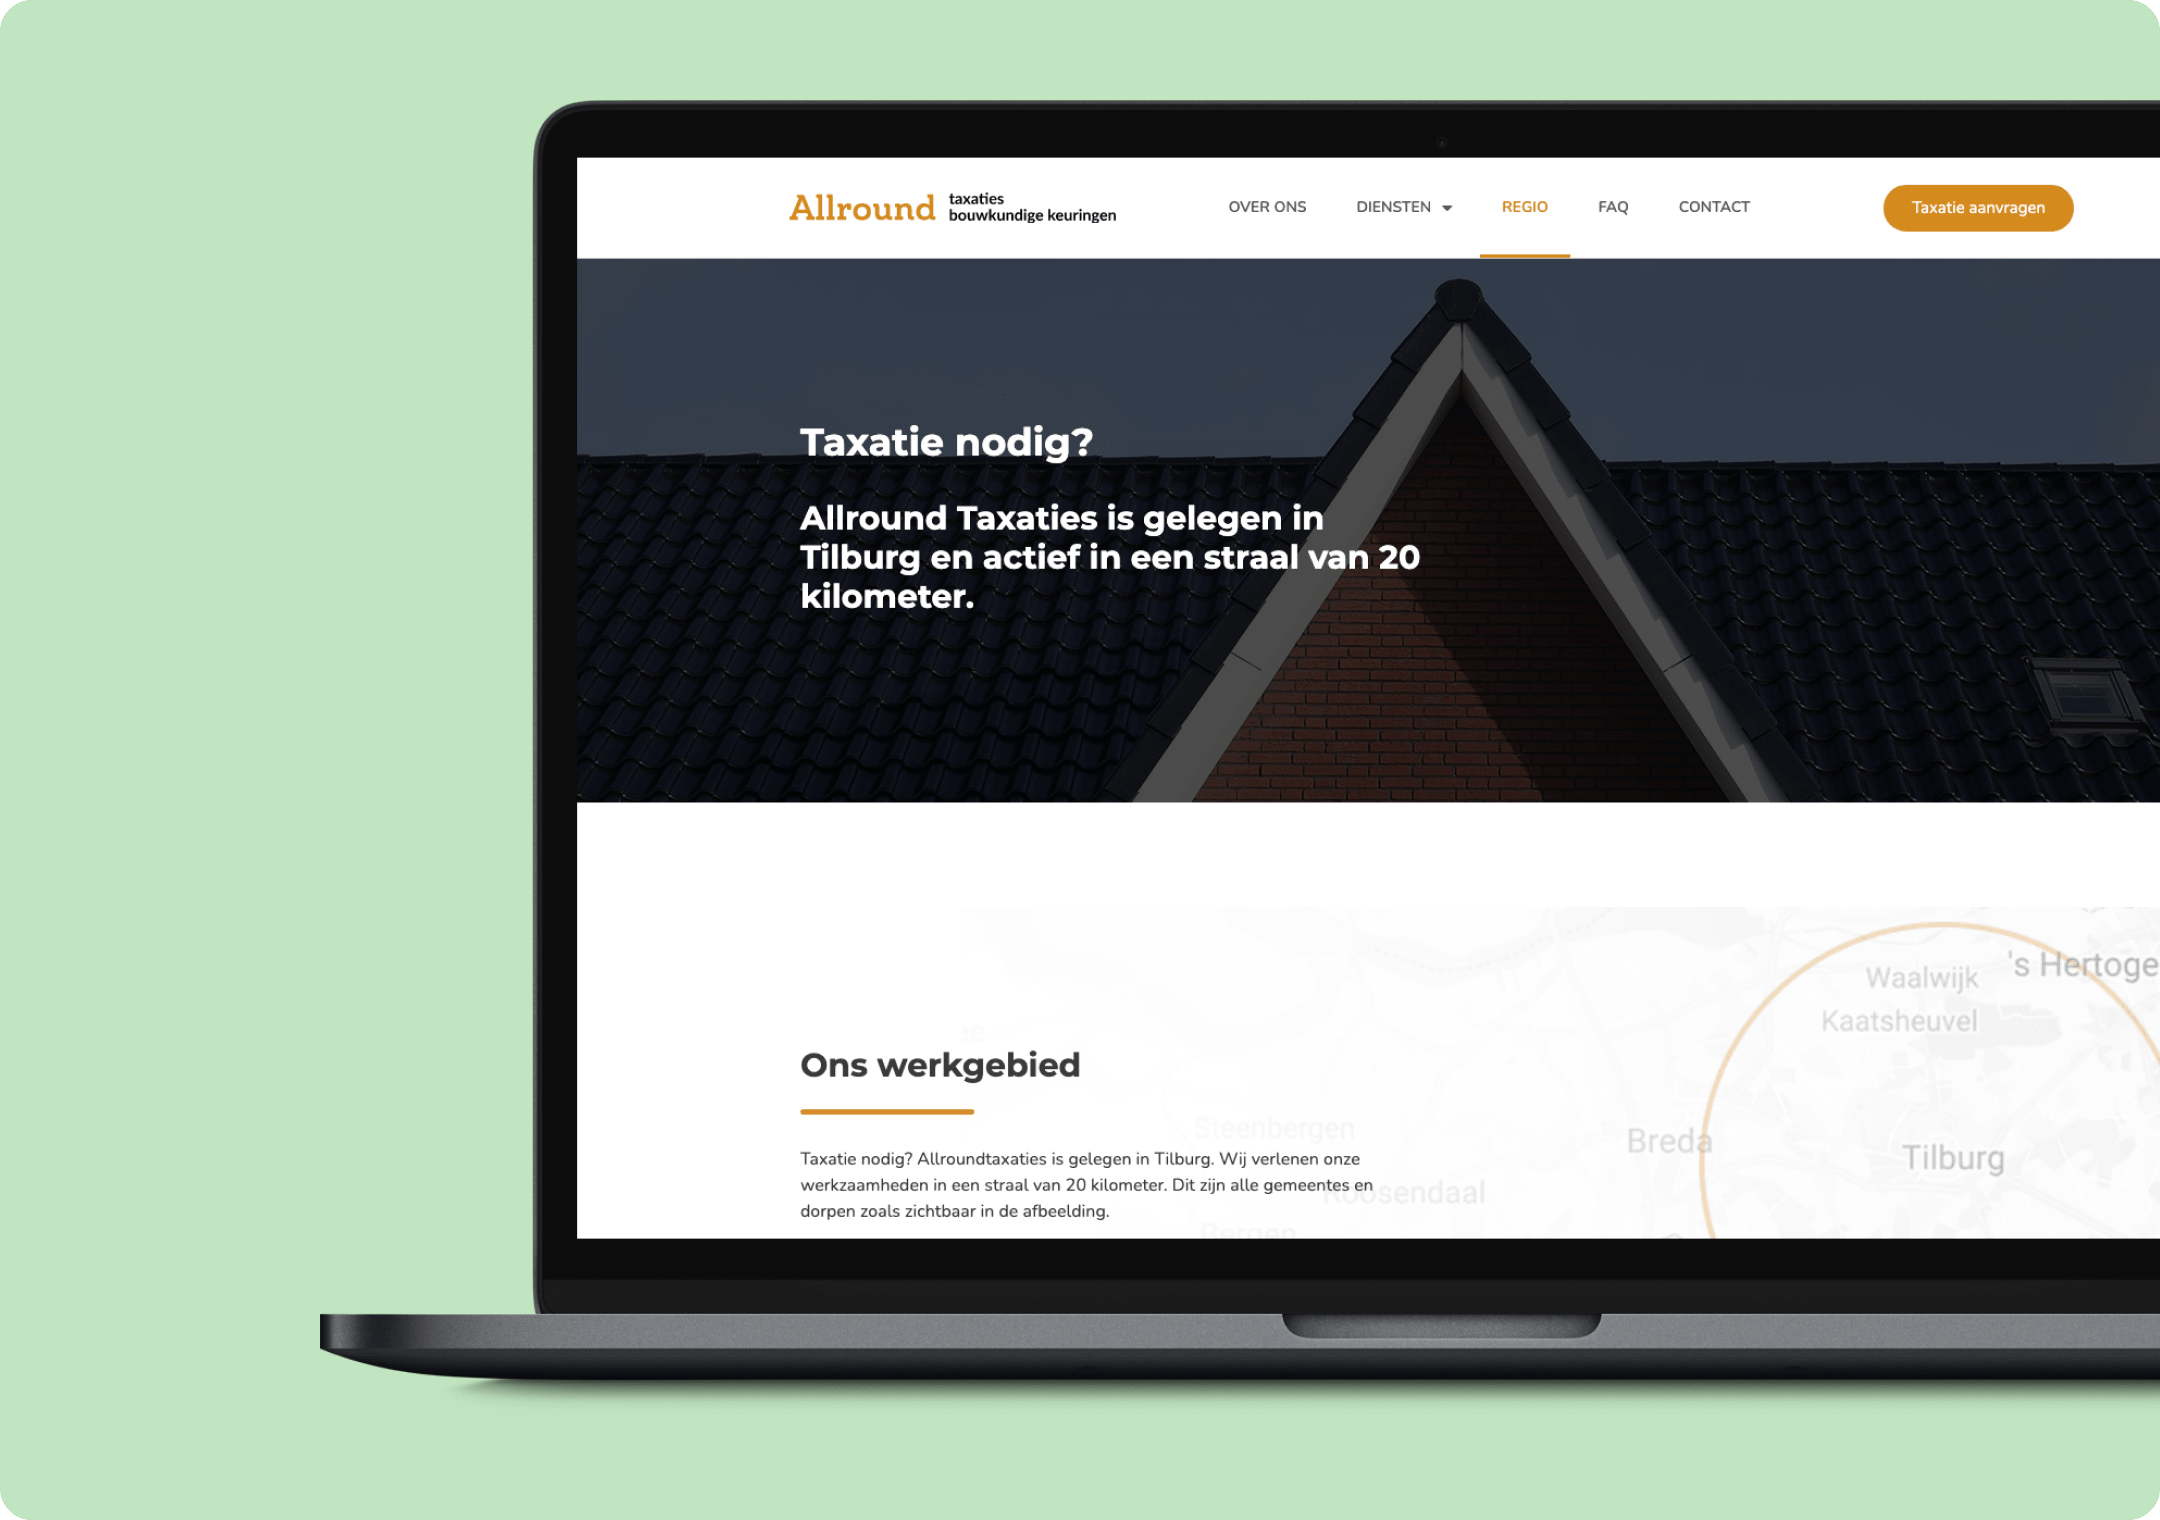 Allround
taxaties
bouwkundige keuringen
OVER ONS
DIENSTEN
REGIO
FAQ
CONTACT
Taxatie aanvragen
Taxatie nodig?
Allround Taxaties is gelegen in
Tilburg en actief in een straal van 20
kilometer.
Waalwijk
's Hertoge
Kaatsheuvel
Ons werkgebied
Steenbergen
Breda
Tilburg
Taxatie nodig? Allroundtaxaties is gelegen in Tilburg. Wij verlenen onze
werkzaamheden in een straal van 20 kilometer. Dit zijn alle gemeentes en
dorpen zoals zichtbaar in de afbeelding.
Roosendaal
Bergen